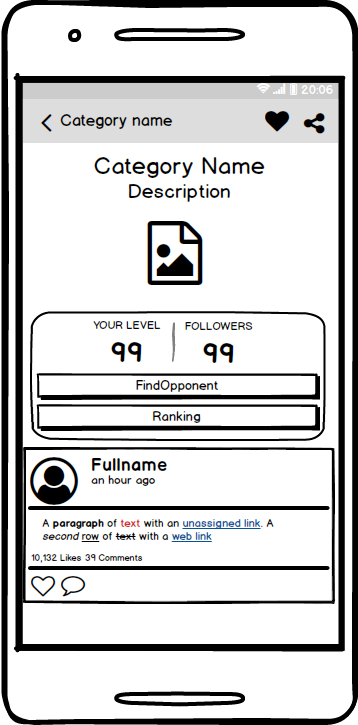 20:06
Category name
Category Name
Description
YOUR LEVEL
FOLLOWERS
99
99
FindOpponent
Ranking
Fullname
an hour ago
A paragraph of text with an unassigned link. A
second row of text with a web link
10,132 Likes 39 Comments